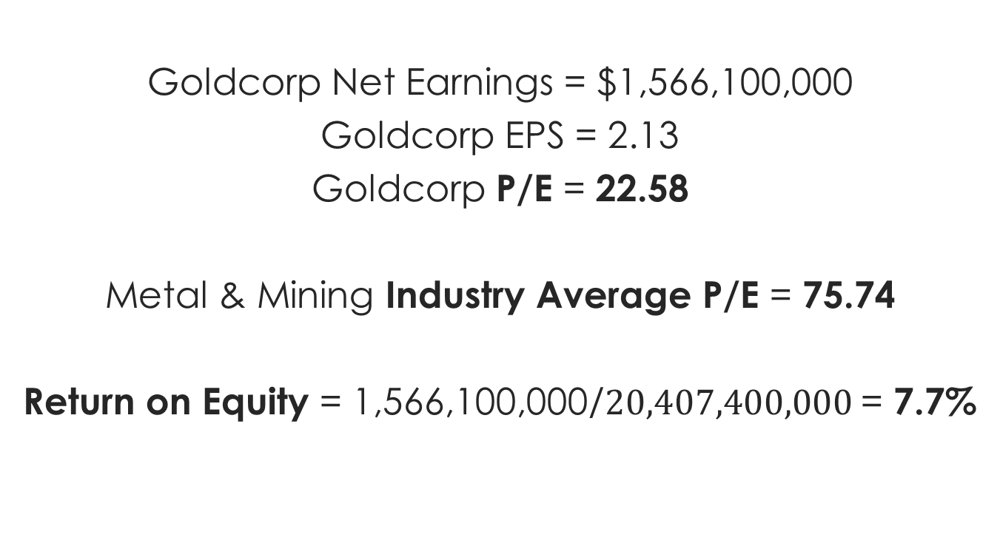 Goldcorp Net Earnings = $1,566,100,000
Goldcorp EPS = 2.13
Goldcorp P/E = 22.58
Metal & Mining Industry Average P/E = 75.74
Return on Equity = 1,566,100,000/20,407,400,000 = 7.7%